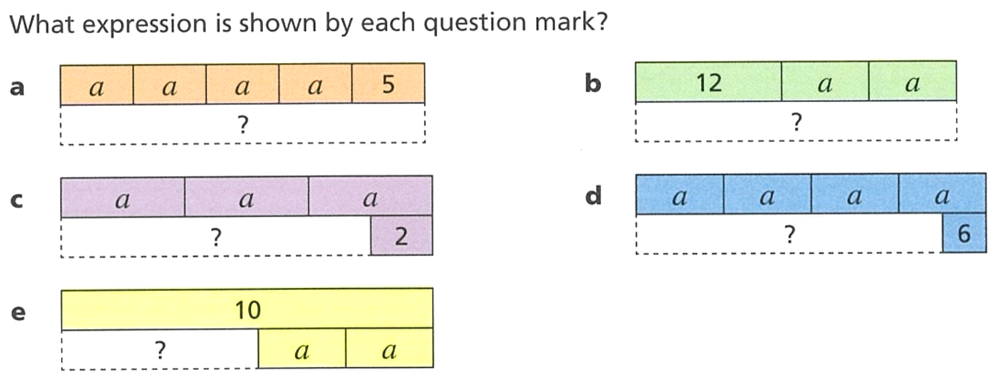 What expression is shown by each question mark?
a a a a a 5
?
b 12 a a
?
c a a a
? 2
d a a a a
? 6
e 10
? a a